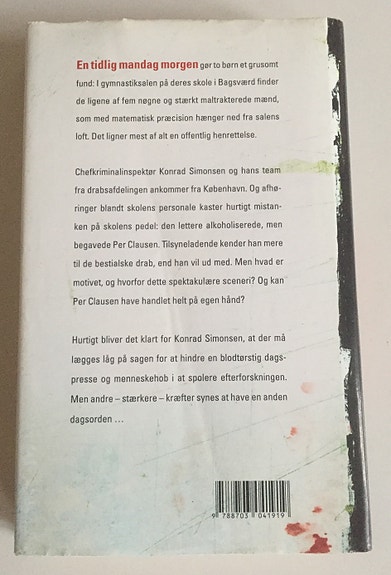 En tidlig mandag morgen gør to børn et grusomt
fund: I gymnastiksalen på deres skole i Bagsværd finder
de ligene af fem nøgne og stærkt maltrakterede mænd,
som med matematisk præcision hænger ned fra salens
loft. Det ligner mest af alt en offentlig henrettelse.
Chefkriminalinspektør Konrad Simonsen og hans team
fra drabsafdelingen ankommer fra København. Og afhø-
ringer blandt skolens personale kaster hurtigt mistan-
ken på skolens pedel: den lettere alkoholiserede, men
begavede Per Clausen. Tilsyneladende kender han mere
til de bestialske drab, end han vil ud med. Men hvad er
motivet, og hvorfor dette spektakulære sceneri? Og kan
Per Clausen have handlet helt på egen hånd?
Hurtigt bliver det klart for Konrad Simonsen, at der må
lægges låg på sagen for at hindre en blodtørstig dags-
presse og menneskehob i at spolere efterforskningen.
Men andre – stærkere – kræfter synes at have en anden
dagsorden ...
9 788703 041919